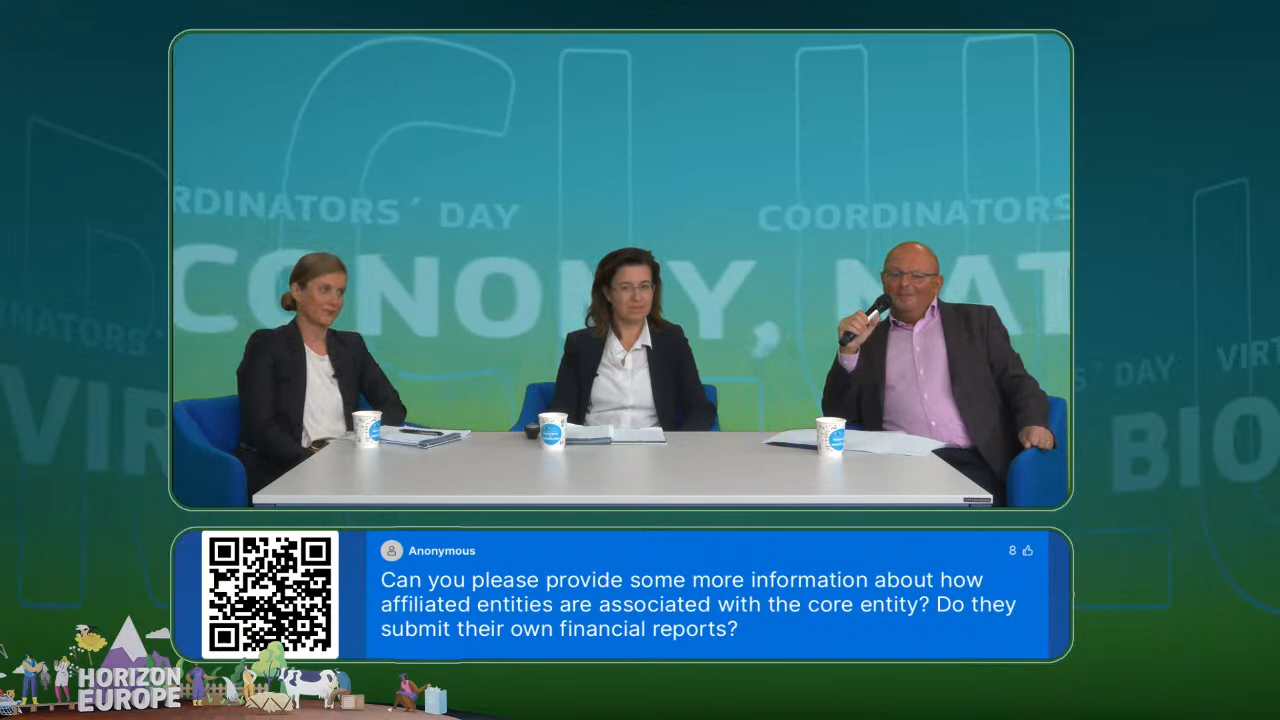 RDINATORS´ DAY
COORDINATORS
CONOMY, NAT
INATORS´
S´ DAY
VIRT
VIR
BIO
Anonymous
8
Can you please provide some more information about how
affiliated entities are associated with the core entity? Do they
submit their own financial reports?
HORIZON
EUROPE